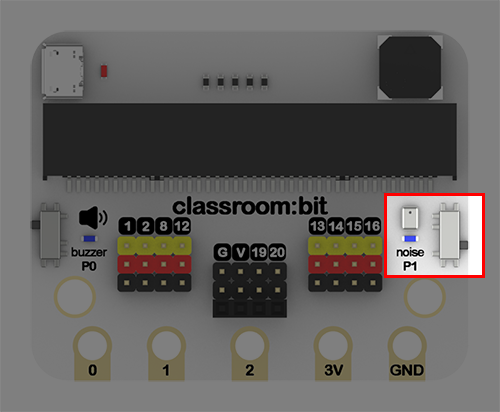 classroom:bit
buzzer
P0
1 2 8 12
G V 19 20
13 14 15 16
noise
P1
0 1 2 3V GND